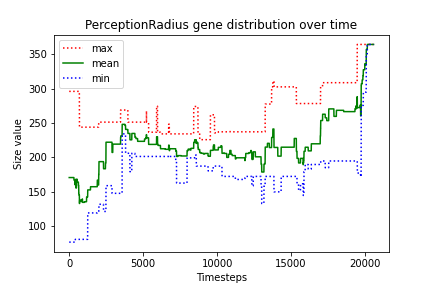 PerceptionRadius gene distribution over time
max
mean
min
Size value
350
300
250
200
150
100
0
5000
10000
15000
20000
Timesteps